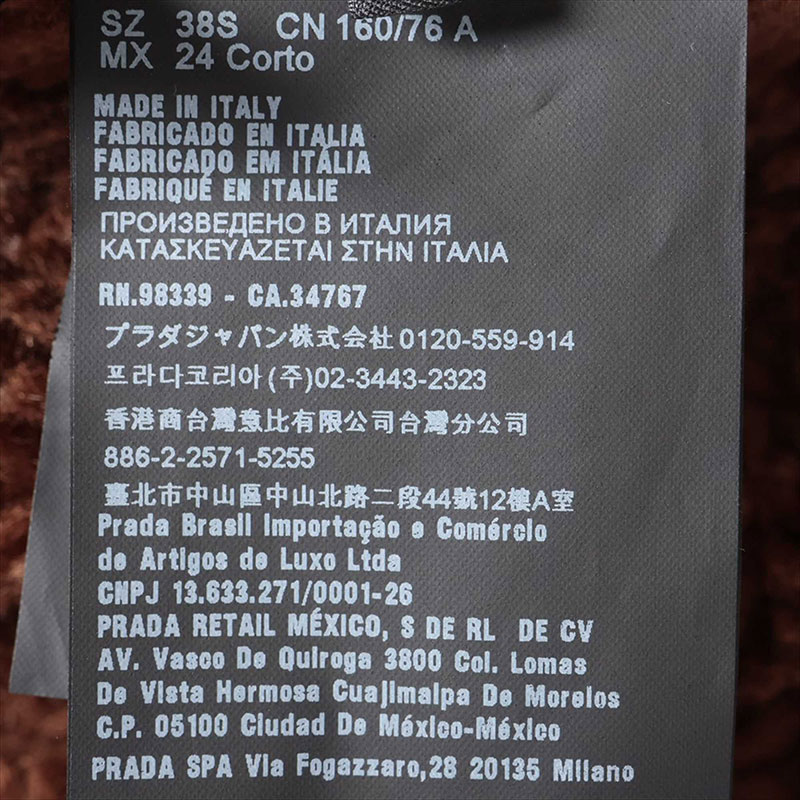 SZ 38S CN 160/76 A
MX 24 Corto
MADE IN ITALY
FABRICADO EN ITALIA
FABRICADO EM ITÁLIA
FABRIQUÉ EN ITALIE
ПРОИЗВЕДЕНО В ИТАЛИЯ
ΚΑΤΑΣΚΕΥΑΖΕΤΑΙ ΣΤΗΝ ΙΤΑΛΙΑ
RN.98339 - CA.34767
プラダジャパン株式会社 0120-559-914
프라다코리아 (주)02-3443-2323
香港商台灣意比有限公司台灣分公司
886-2-2571-5255
臺北市中山區中山北路二段44號12樓A室
Prada Brasil Importação e Comércio
de Artigos de Luxo Ltda
CNPJ 13.633.271/0001-26
PRADA RETAIL MÉXICO, S DE RL DE CV
AV. Vasco De Quiroga 3800 Col. Lomas
De Vista Hermosa Cuajimalpa De Morelos
C.P. 05100 Ciudad De México-México
PRADA SPA Via Fogazzaro,28 20135 Milano